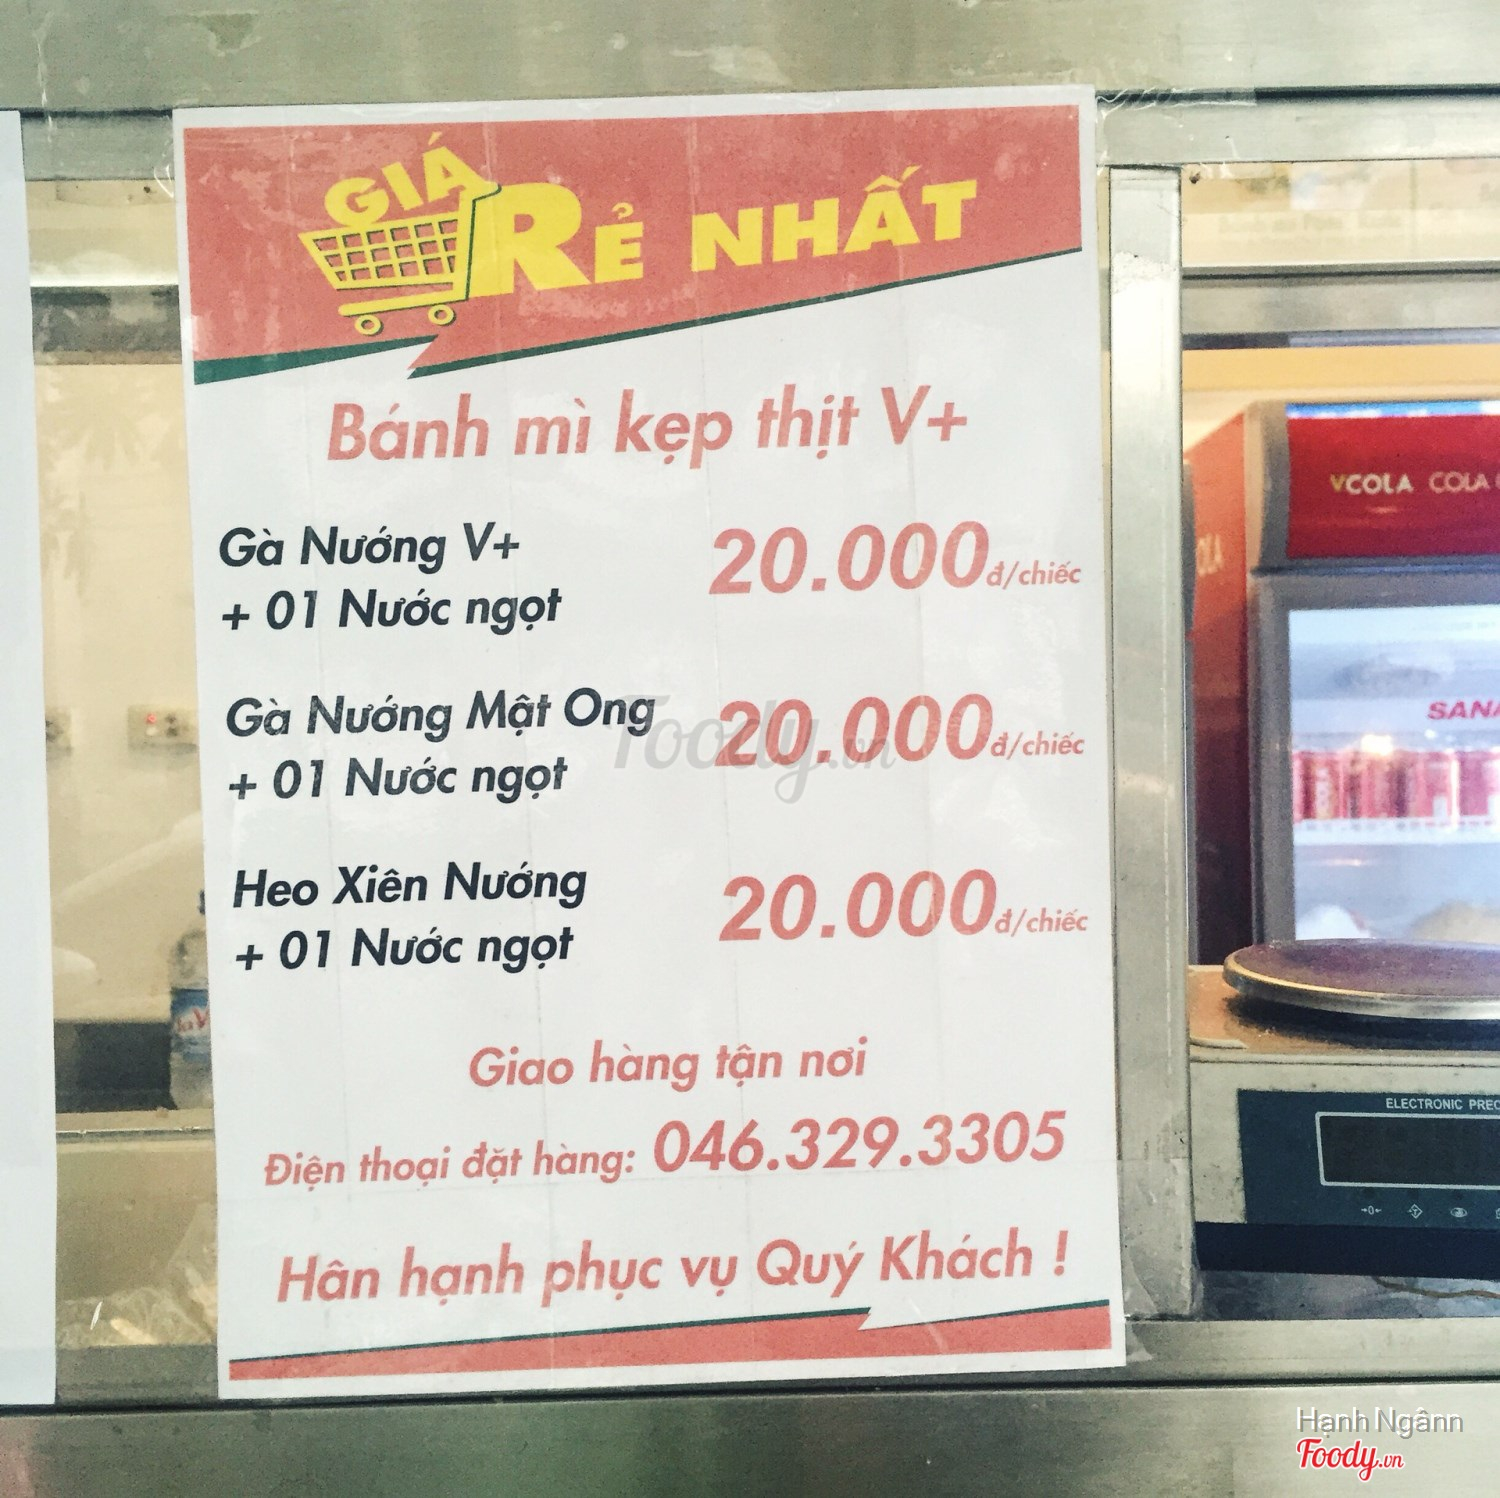 GIÁ
RẺ NHẤT
Bánh mì kẹp thịt V+
Gà Nướng V+
+ 01 Nước ngọt
20.000đ/chiếc
Gà Nướng Mật Ong
+ 01 Nước ngọt
20.000đ/chiếc
Heo Xiên Nướng
+ 01 Nước ngọt
20.000đ/chiếc
Giao hàng tận nơi
Điện thoại đặt hàng: 046.329.3305
Hân hạnh phục vụ Quý Khách !
VCOLA COLA
ELECTRONIC
Foody.vn
Hạnh Ngânn
Foody.vn